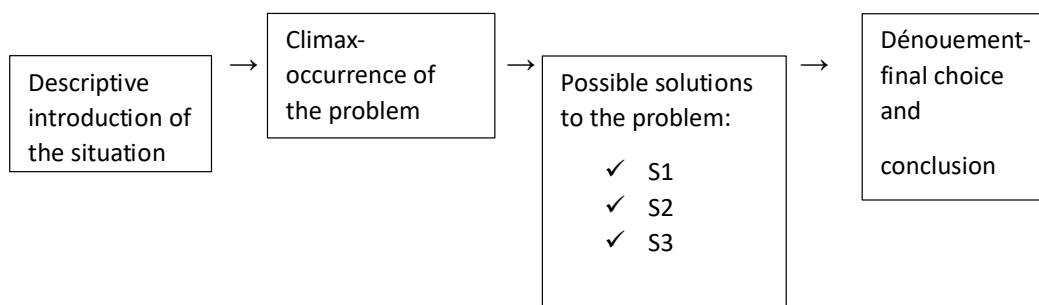 Descriptive
introduction of
the situation
→
Climax-
occurrence of
the problem
→
Possible solutions
to the problem:
✓ S1
✓ S2
✓ S3
→
Dénouement-
final choice
and
conclusion